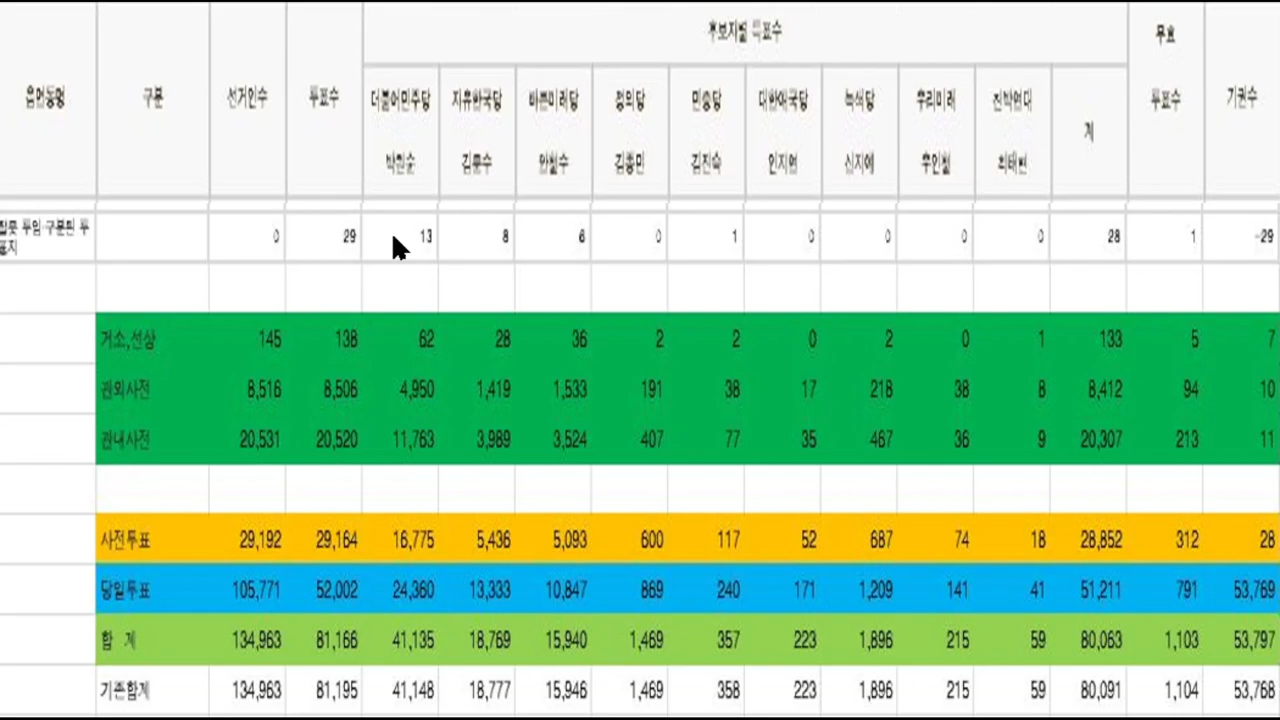 후보자별 득표수
무효
읍면동명 구분 선거인수 투표수 더불어민주당 자유한국당 바른미래당 정의당 민중당 대한애국당 녹색당 우리미래 친박연대 계 투표수 기권수
김문수 안철수 김종민 김진숙 인지연 신지예 우인철 최태현
잘못 투입·구분된 투표지 0 29 13 8 6 0 1 0 0 0 0 28 1 -29
거소,선상 145 138 62 28 36 2 2 0 2 0 1 133 5 7
관외사전 8,516 8,506 4,950 1,419 1,533 191 38 17 218 38 8 8,412 94 10
관내사전 20,531 20,520 11,763 3,989 3,524 407 77 35 467 36 9 20,307 213 11
사전투표 29,192 29,164 16,775 5,436 5,093 600 117 52 687 74 18 28,852 312 28
당일투표 105,771 52,002 24,360 13,333 10,847 869 240 171 1,209 141 41 51,211 791 53,769
합 계 134,963 81,166 41,135 18,769 15,940 1,469 357 223 1,896 215 59 80,063 1,103 53,797
기존합계 134,963 81,195 41,148 18,777 15,946 1,469 358 223 1,896 215 59 80,091 1,104 53,768